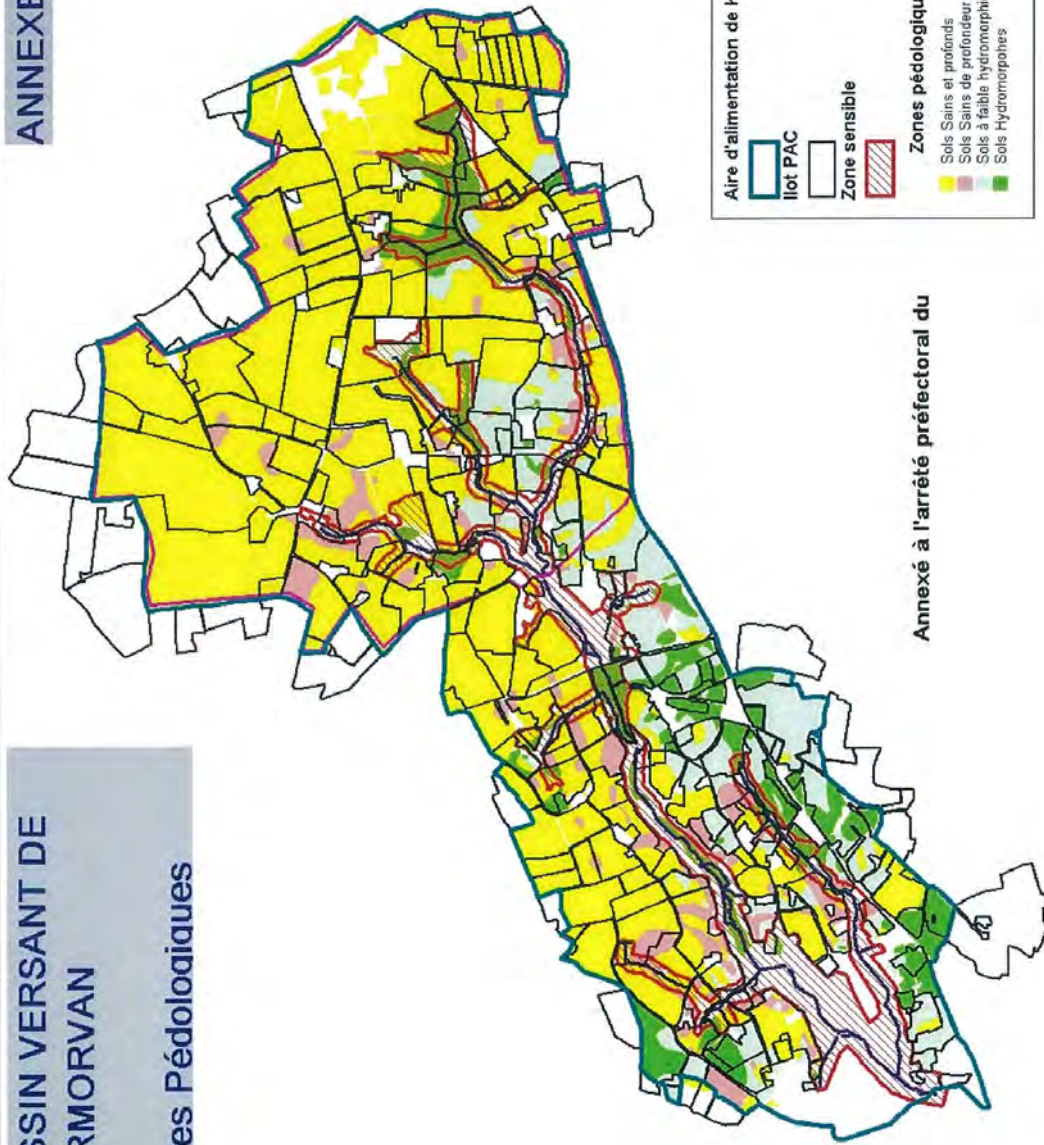 SSIN VERSANT DE
RMORVAN
es Pédologiques
ANNEXE
Aire d'alimentation de
Ilot PAC
Zone sensible
Zones pédologiqu
Sols Sains et profonds
Sols Sains de profondeur
Sols à faible hydromorphi
Sols Hydromorpohes
Annexé à l'arrêté préfectoral du